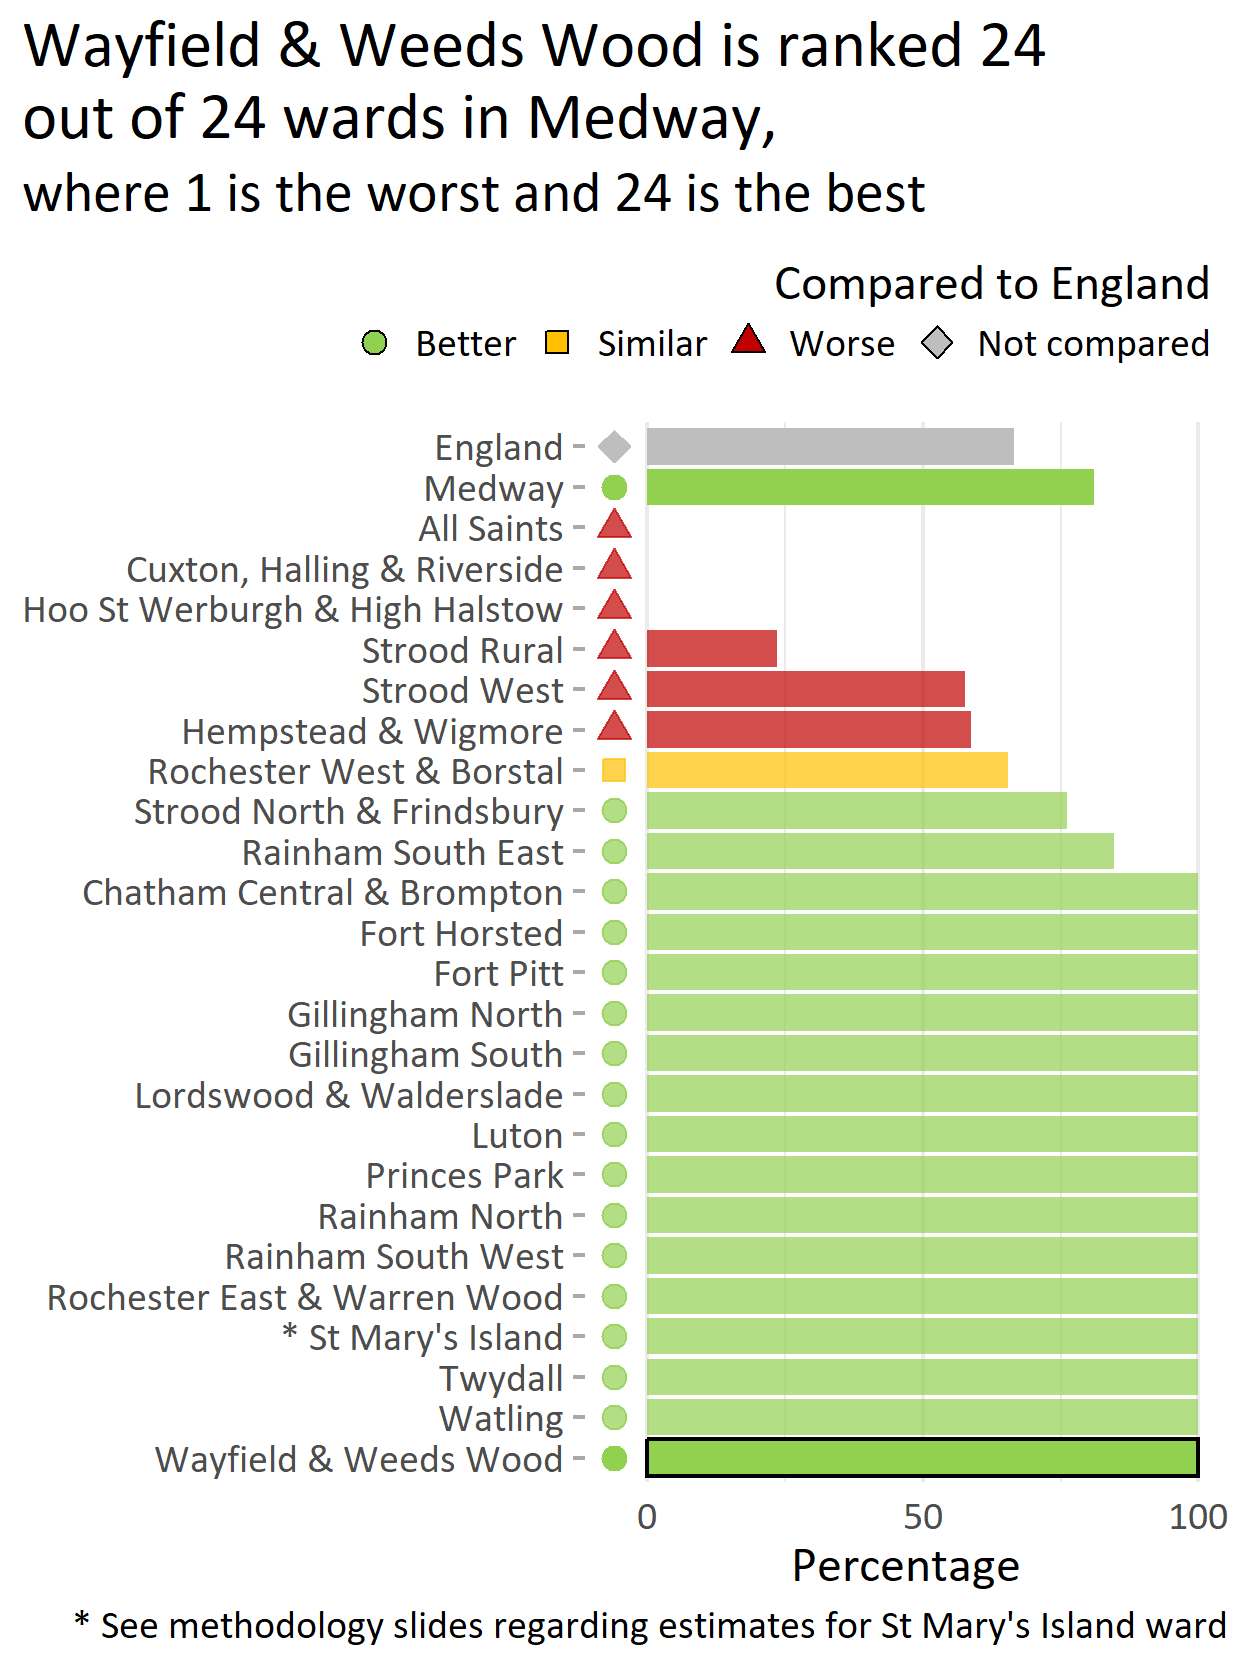 Wayfield & Weeds Wood is ranked 24
out of 24 wards in Medway,
where 1 is the worst and 24 is the best
Compared to England
Better Similar Worse Not compared
England
Medway
All Saints
Cuxton, Halling & Riverside
Hoo St Werburgh & High Halstow
Strood Rural
Strood West
Hempstead & Wigmore
Rochester West & Borstal
Strood North & Frindsbury
Rainham South East
Chatham Central & Brompton
Fort Horsted
Fort Pitt
Gillingham North
Gillingham South
Lordswood & Walderslade
Luton
Princes Park
Rainham North
Rainham South West
Rochester East & Warren Wood
* St Mary's Island
Twydall
Watling
Wayfield & Weeds Wood
0 50 100
Percentage
* See methodology slides regarding estimates for St Mary's Island ward